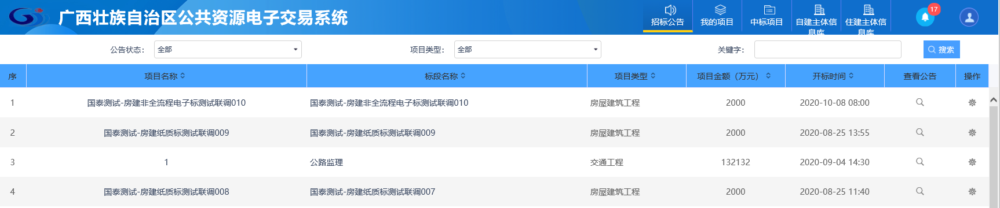 广西壮族自治区公共资源电子交易系统
招标公告
我的项目
中标项目
自建主体信
息库
住建主体信
息库
17
公告状态： 全部 项目类型： 全部 关键字： 搜索
序 项目名称 标段名称 项目类型 项目金额（万元） 开标时间 查看公告 操作
1 国泰测试-房建非全流程电子标测试联调010 国泰测试-房建非全流程电子标测试联调010 房屋建筑工程 2000 2020-10-08 08:00
2 国泰测试-房建纸质标测试联调009 国泰测试-房建纸质标测试联调009 房屋建筑工程 2000 2020-08-25 13:55
3 1 公路监理 交通工程 132132 2020-09-04 14:30
4 国泰测试-房建纸质标测试联调008 国泰测试-房建纸质标测试联调007 房屋建筑工程 2000 2020-08-25 11:40